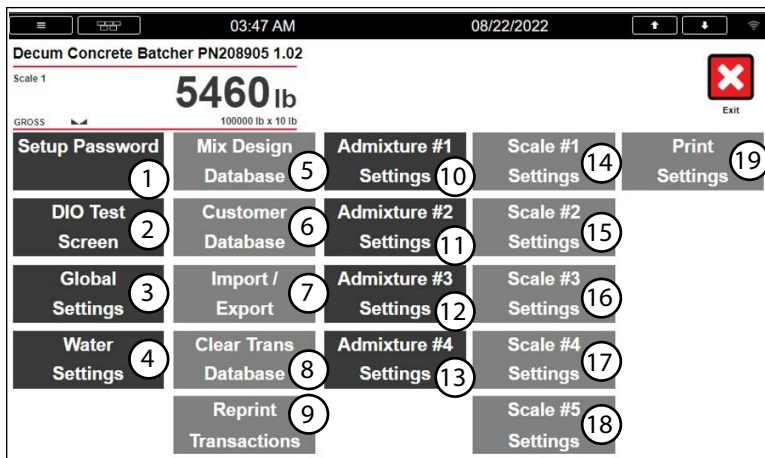 03:47 AM 08/22/2022
Decum Concrete Batcher PN208905 1.02
Scale 1
5460 lb
GROSS 100000 lb x 10 lb
Exit
Setup Password
1
Mix Design
Database 5
Admixture #1
Settings 10
Scale #1
Settings 14
Print
Settings 19
DIO Test
Screen 2
Customer
Database 6
Admixture #2
Settings 11
Scale #2
Settings 15
Global
Settings 3
Import /
Export 7
Admixture #3
Settings 12
Scale #3
Settings 16
Water
Settings 4
Clear Trans
Database 8
Admixture #4
Settings 13
Scale #4
Settings 17
Reprint
Transactions 9
Scale #5
Settings 18